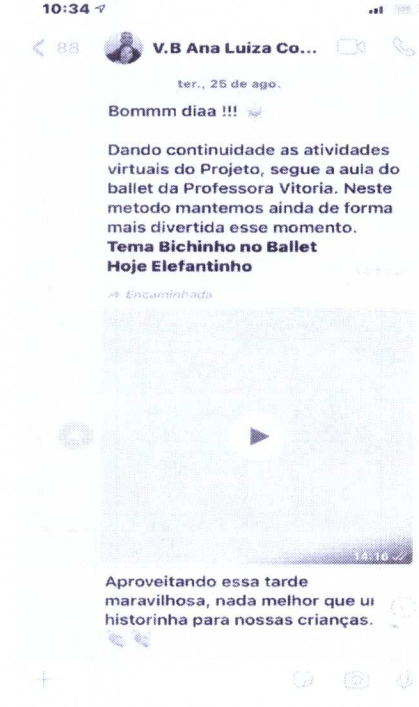 10:34
88
V.B Ana Luiza Co...
ter., 25 de ago.
Bommm diaa !!!
Dando continuidade as atividades
virtuais do Projeto, segue a aula do
ballet da Professora Vitoria. Neste
metodo mantemos ainda de forma
mais divertida esse momento.
Tema Bichinho no Ballet
Hoje Elefantinho
Encaminhada
14:16
Aproveitando essa tarde
maravilhosa, nada melhor que
historinha para nossas crianças.